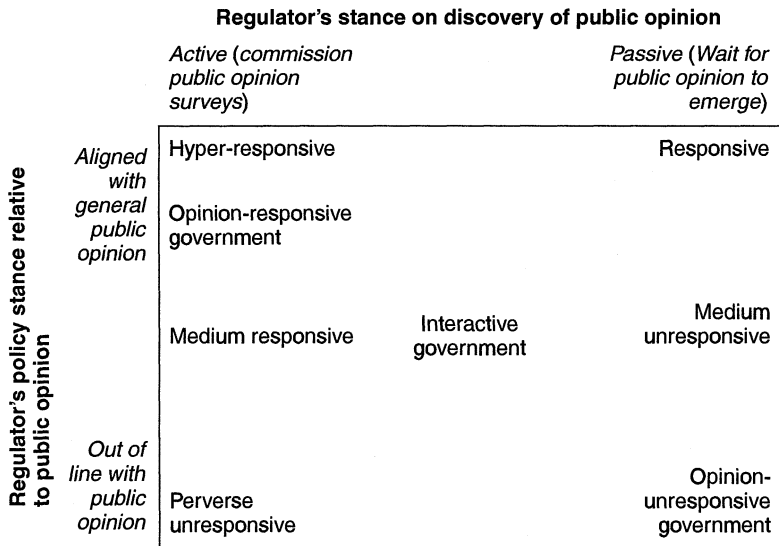 Regulator's stance on discovery of public opinion
Active (commission
public opinion
surveys)
Passive (Wait for
public opinion to
emerge)
Regulator's policy stance relative
to public opinion
Aligned
with
general
public
opinion
Hyper-responsive
Responsive
Opinion-responsive
government
Medium responsive
Interactive
government
Medium
unresponsive
Out of
line with
public
opinion
Perverse
unresponsive
Opinion-
unresponsive
government